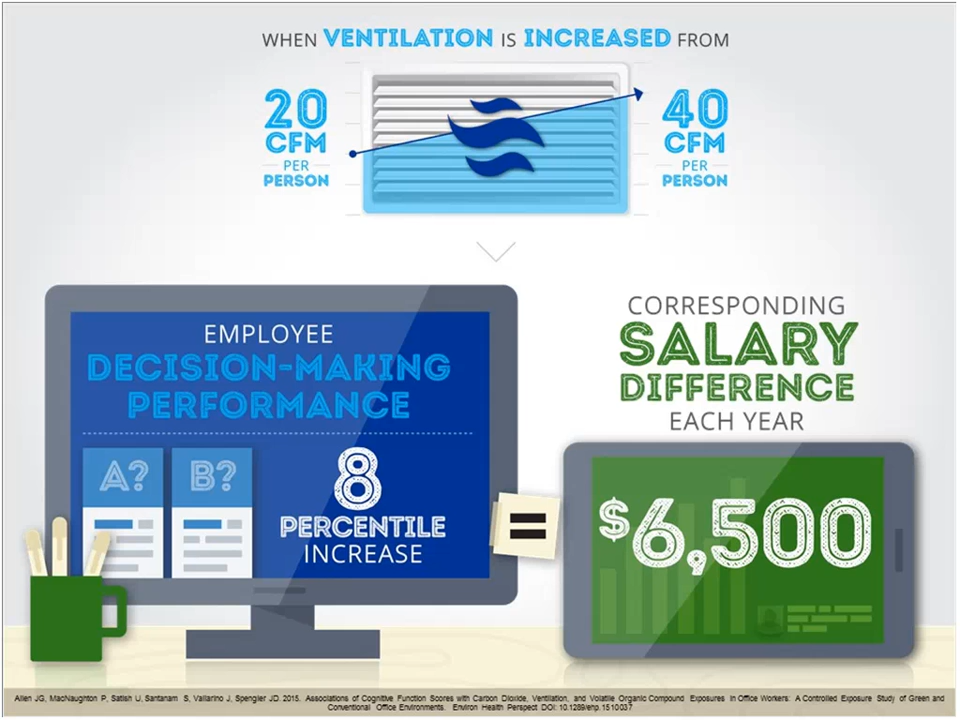 WHEN VENTILATION IS INCREASED FROM
20
CFM
PER
PERSON
40
CFM
PER
PERSON
EMPLOYEE
DECISION-MAKING
PERFORMANCE
A? B?
8
PERCENTILE
INCREASE
=
CORRESPONDING
SALARY
DIFFERENCE
EACH YEAR
$6,500
Allen JG, MacNaughton P, Satish U, Santanam S, Vallarino J, Spengler JD. 2015. Associations of Cognitive Function Scores with Carbon Dioxide, Ventilation, and Volatile Organic Compound Exposures in Office Workers: A Controlled Exposure Study of Green and
Conventional Office Environments. Environ Health Perspect DOI: 10.1289/ehp.1510037